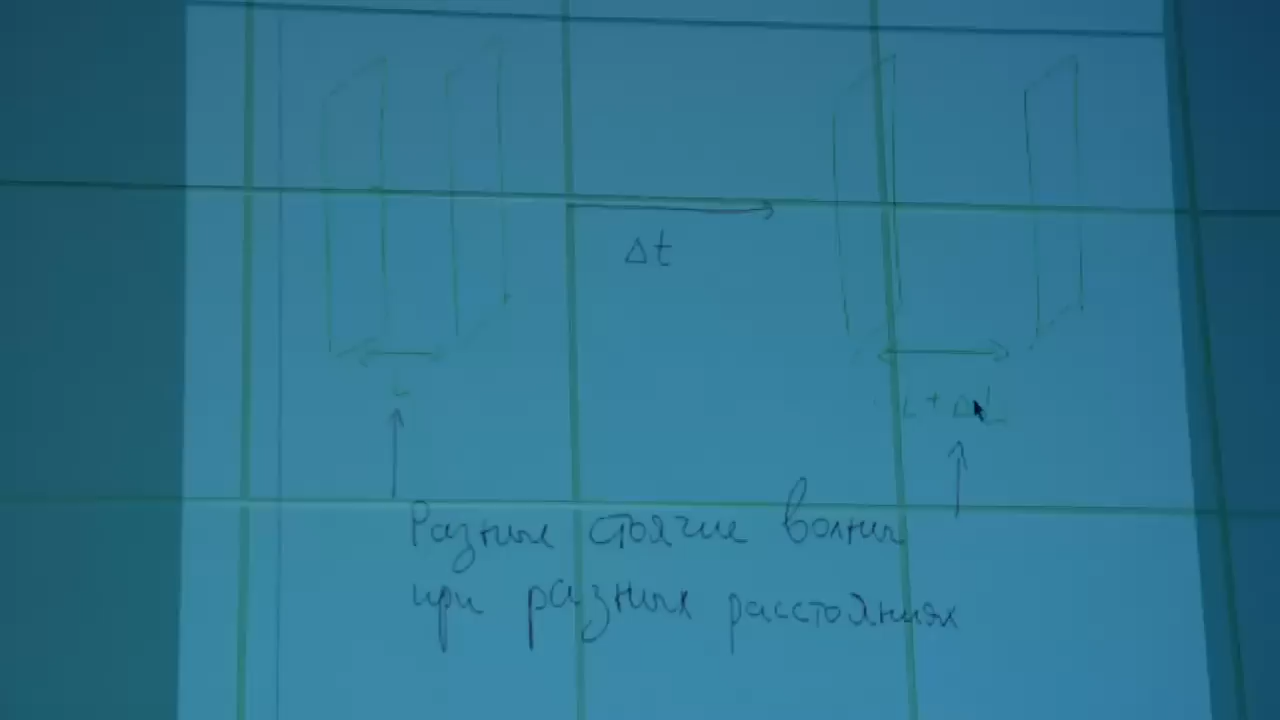 Δt
L
L + ΔL
Разные стоячие волны
при разных расстояниях